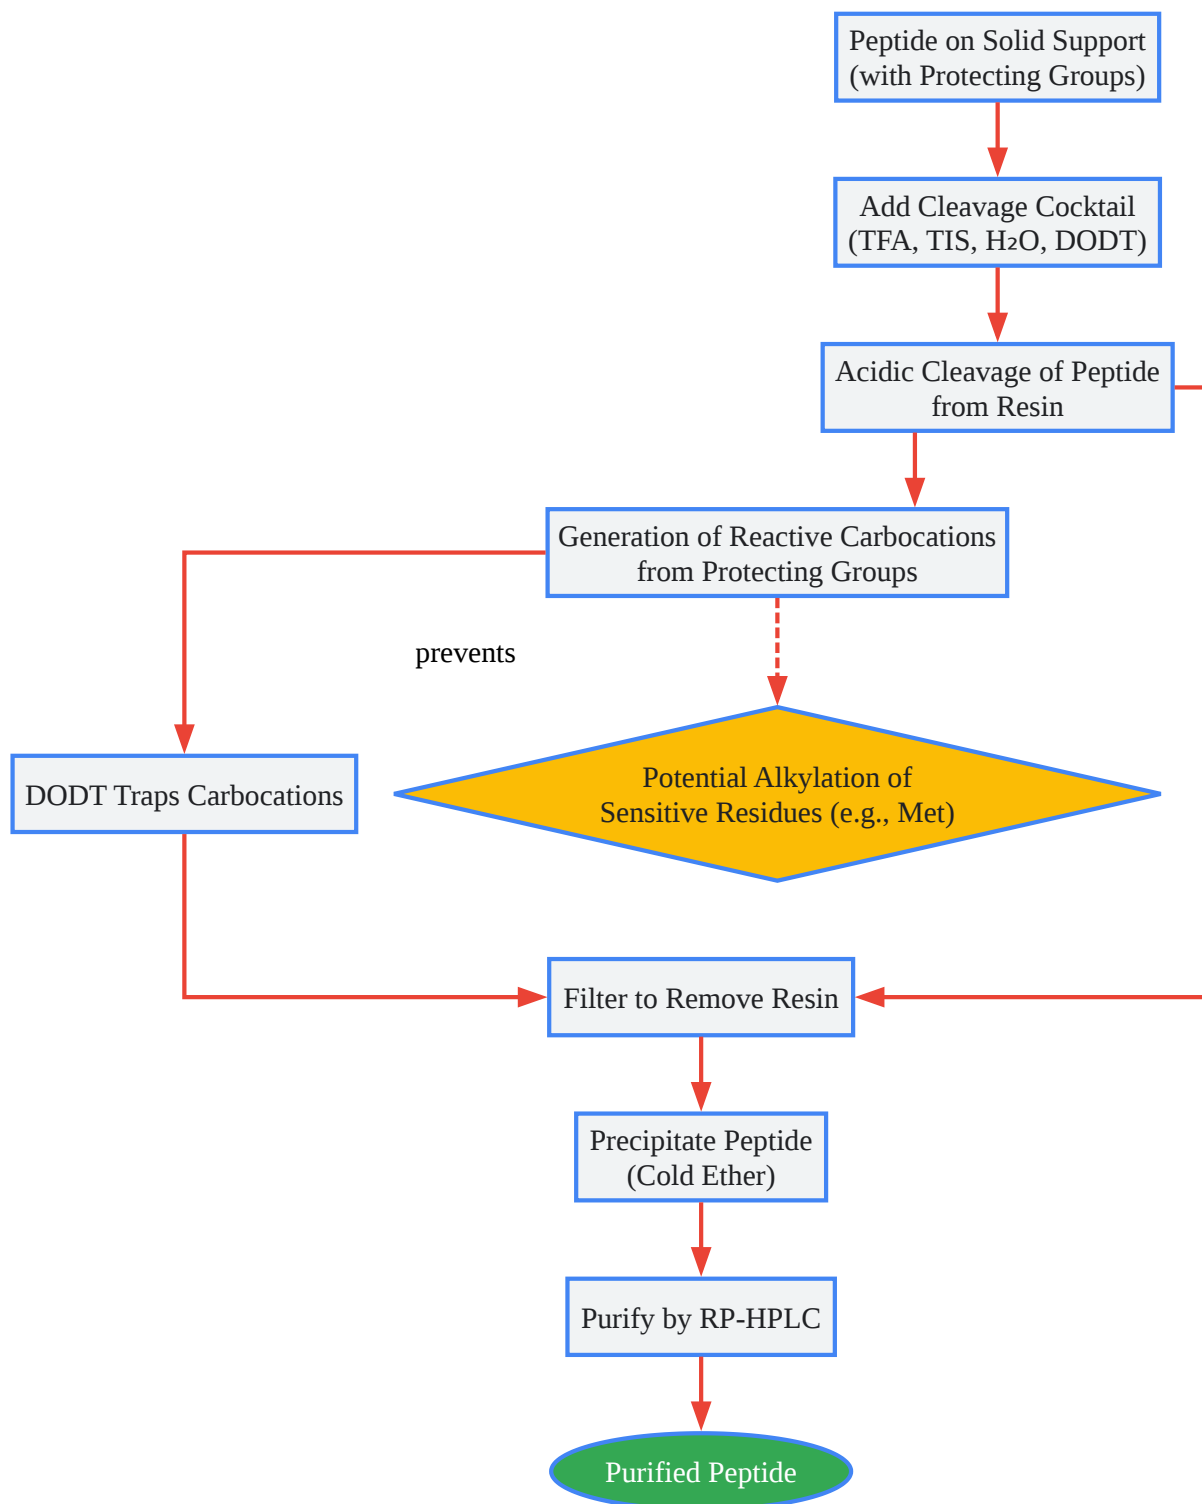 Peptide on Solid Support
(with Protecting Groups)
Add Cleavage Cocktail
(TFA, TIS, H₂O, DODT)
Acidic Cleavage of Peptide
from Resin
Generation of Reactive Carbocations
from Protecting Groups
prevents
DODT Traps Carbocations
Potential Alkylation of
Sensitive Residues (e.g., Met)
Filter to Remove Resin
Precipitate Peptide
(Cold Ether)
Purify by RP-HPLC
Purified Peptide